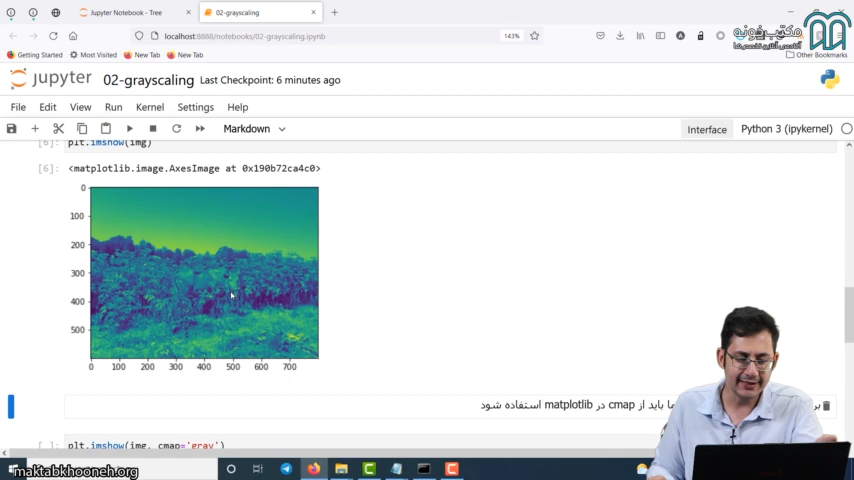 Jupyter Notebook - Tree
02-grayscaling
مکتب‌خونه
localhost:8888/notebooks/02-grayscaling.ipynb
143%
Getting Started
Most Visited
New Tab
New Tab
Other Bookmarks
jupyter
02-grayscaling
Last Checkpoint: 6 minutes ago
File
Edit
View
Run
Kernel
Settings
Help
Markdown
Interface
Python 3 (ipykernel)
[6]:
plt.imshow(img)
[6]:
<matplotlib.image.AxesImage at 0x190b72ca4c0>
0
100
200
300
400
500
0
100
200
300
400
500
600
700
باید از cmap در matplotlib استفاده شود
[ ]:
plt.imshow(img, cmap='gray')
maktabkhooneh.org